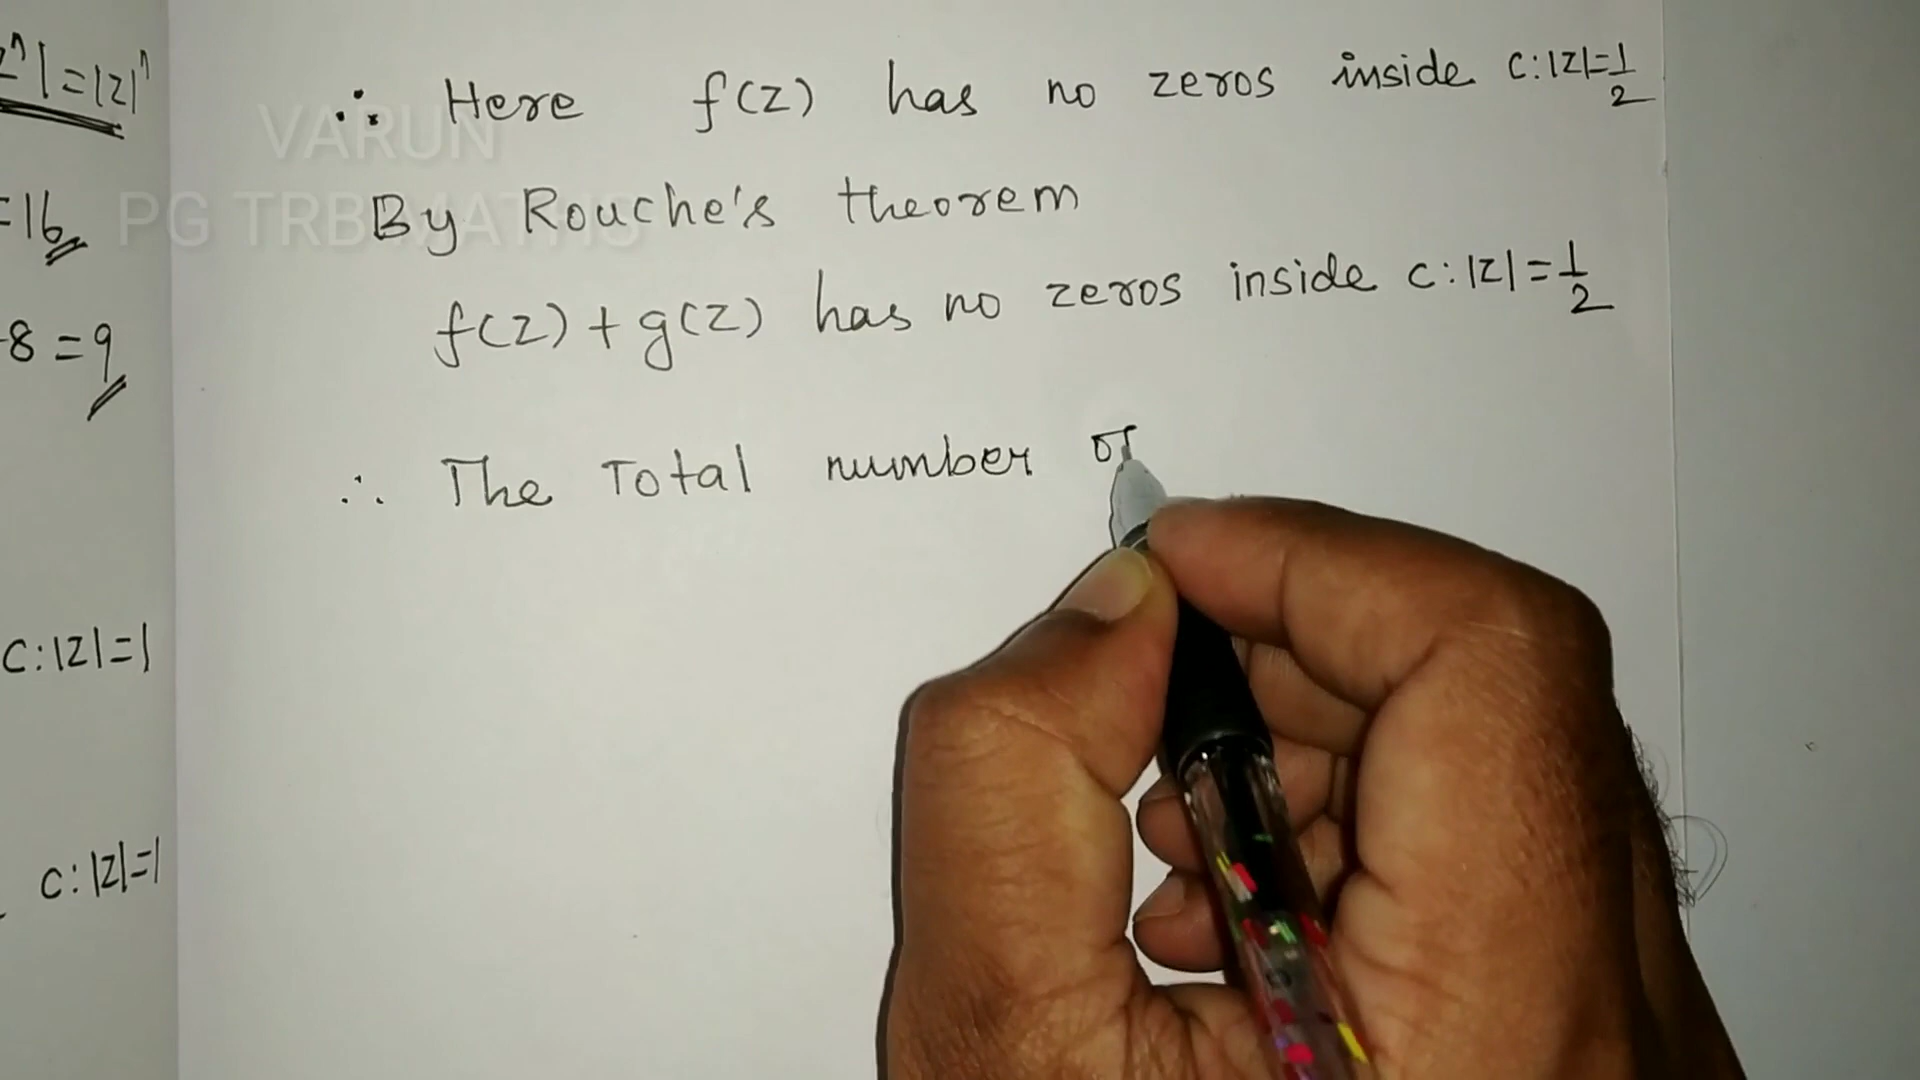 z^n|=|z|^n
=16
-8=9
C:|z|=1
C:|z|=1
VARUN
PG TRB MATHS
∴ Here f(z) has no zeros inside C:|z|=1/2
By Rouche's theorem
f(z)+g(z) has no zeros inside C:|z|=1/2
∴ The Total number of